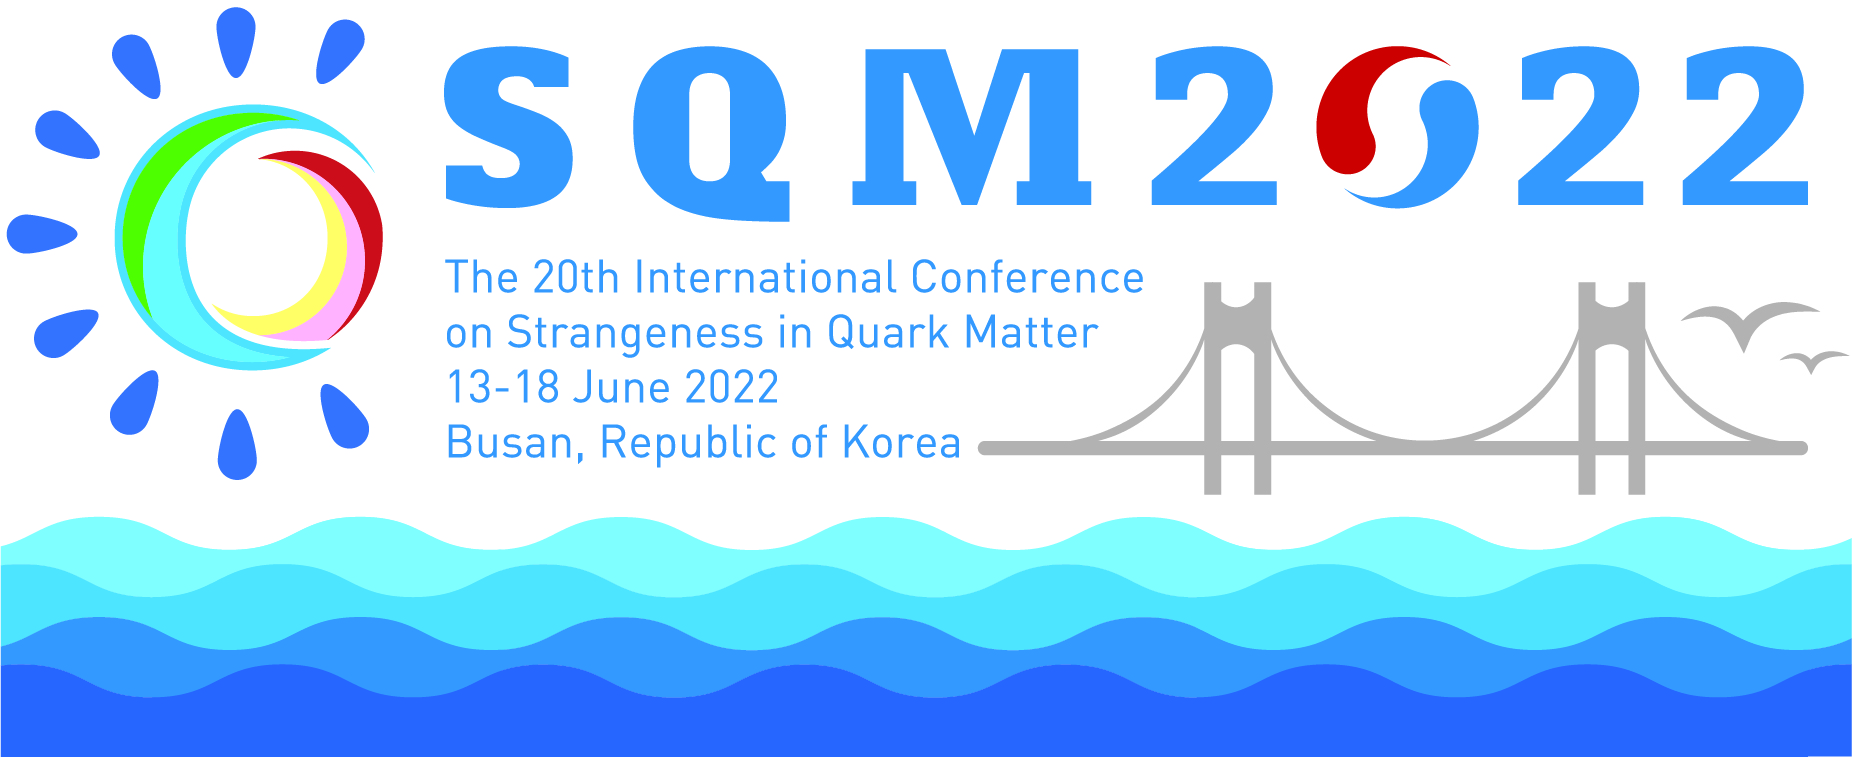 SQM2022
The 20th International Conference
on Strangeness in Quark Matter
13-18 June 2022
Busan, Republic of Korea